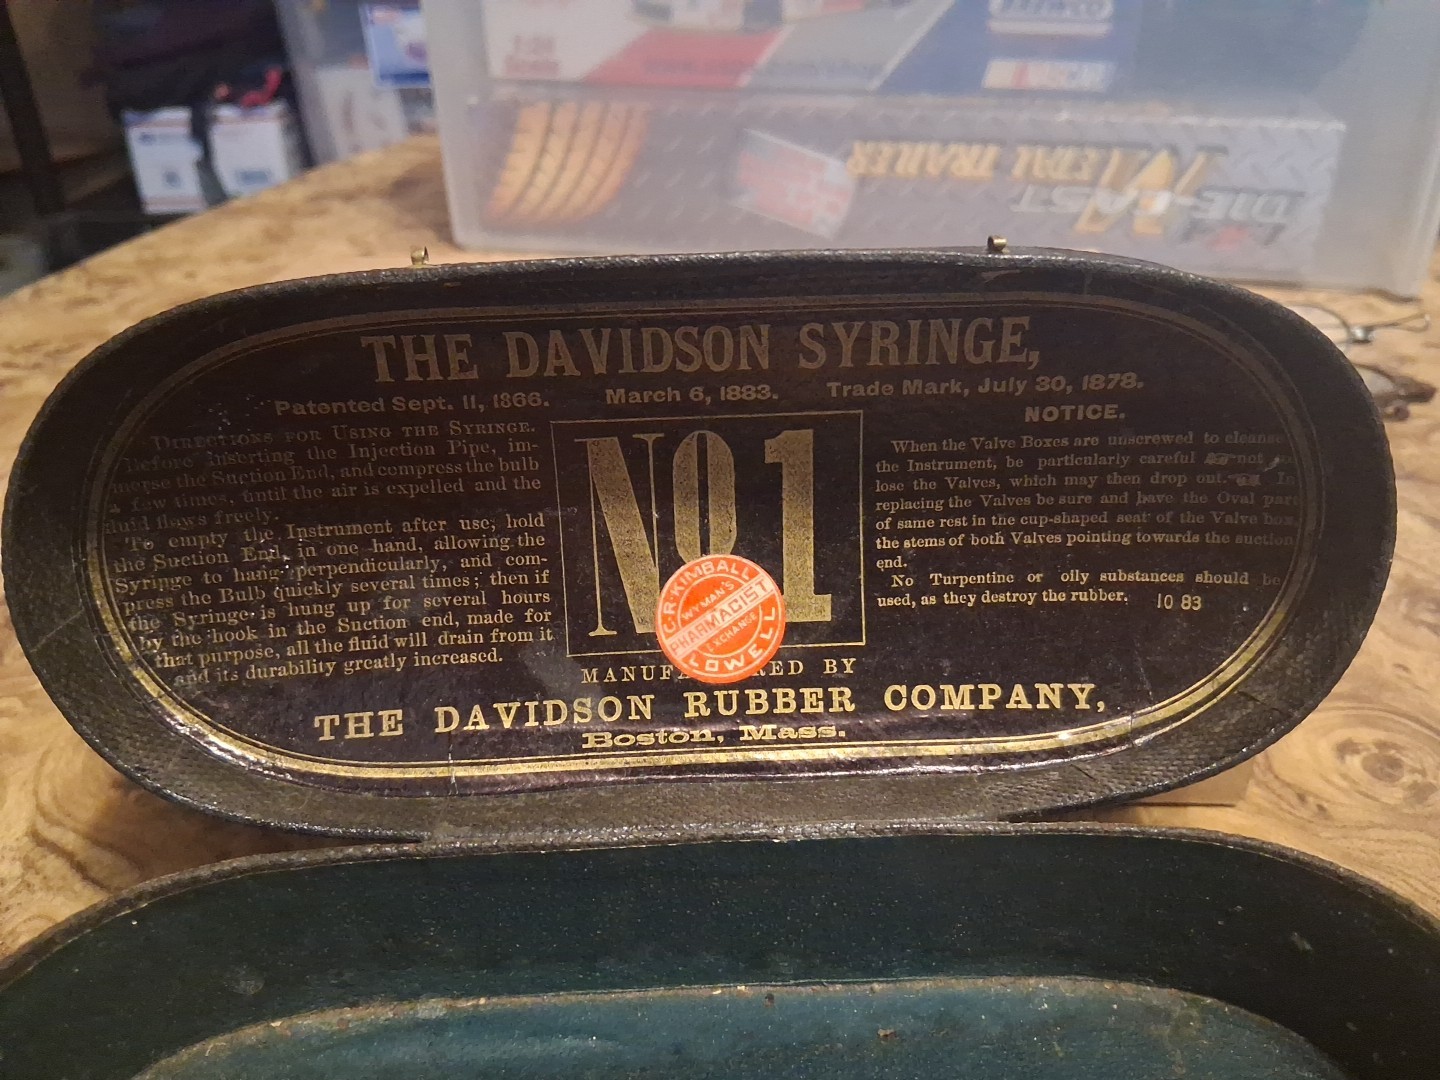 THE DAVIDSON SYRINGE,
Patented Sept. 11, 1866. March 6, 1883. Trade Mark, July 30, 1878.
DIRECTIONS FOR USING THE SYRINGE.
Before inserting the Injection Pipe, im-
merse the Suction End, and compress the bulb
a few times, until the air is expelled and the
fluid flows freely.
To empty the Instrument after use; hold
the Suction End, in one hand, allowing the
Syringe to hang perpendicularly, and com-
press the Bulb quickly several times; then if
the Syringe is hung up for several hours
by the hook in the Suction end, made for
that purpose, all the fluid will drain from it
and its durability greatly increased.
No 1
C.R. KIMBALL
WYMAN'S
PHARMACIST
EXCHANGE
LOWELL
NOTICE.
When the Valve Boxes are unscrewed to cleanse
the Instrument, be particularly careful not
lose the Valves, which may then drop out. In
replacing the Valves be sure and have the Oval part
of same rest in the cup-shaped seat of the Valve box,
the stems of both Valves pointing towards the suction
end.
No Turpentine or oily substances should be
used, as they destroy the rubber. 10 83
MANUFA RED BY
THE DAVIDSON RUBBER COMPANY,
Boston, Mass.
METAL TRAILER
DIE-CAST
NASCAR